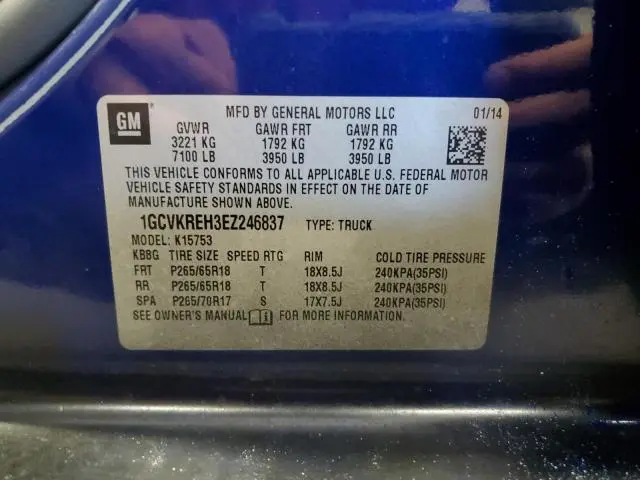 GM
MFD BY GENERAL MOTORS LLC 01/14
GVWR GAWR FRT GAWR RR
3221 KG 1792 KG 1792 KG
7100 LB 3950 LB 3950 LB
THIS VEHICLE CONFORMS TO ALL APPLICABLE U.S. FEDERAL MOTOR
VEHICLE SAFETY STANDARDS IN EFFECT ON THE DATE OF
MANUFACTURE SHOWN ABOVE.
1GCVKREH3EZ246837 TYPE: TRUCK
MODEL: K15753
KBBG TIRE SIZE SPEED RTG RIM COLD TIRE PRESSURE
FRT P265/65R18 T 18X8.5J 240KPA(35PSI)
RR P265/65R18 T 18X8.5J 240KPA(35PSI)
SPA P265/70R17 S 17X7.5J 240KPA(35PSI)
SEE OWNER'S MANUAL FOR MORE INFORMATION.